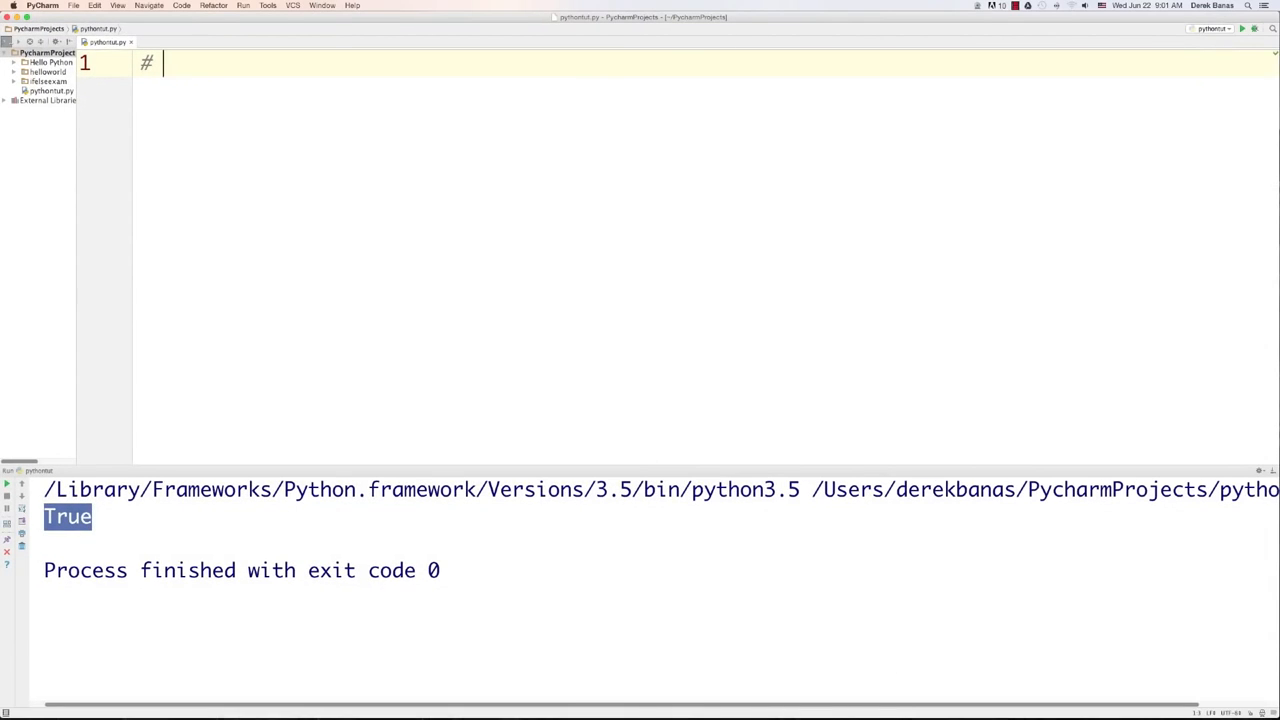 PyCharm File Edit View Navigate Code Refactor Run Tools VCS Window Help 10 Wed Jun 22 9:01 AM Derek Banas
pythontut.py - PycharmProjects - [~/PycharmProjects]
PycharmProjects pythontut.py pythontut
pythontut.py
PycharmProject
Hello Python
helloworld
ifelseexam
pythontut.py
External Librarie
1 #
Run pythontut
/Library/Frameworks/Python.framework/Versions/3.5/bin/python3.5 /Users/derekbanas/PycharmProjects/pytho
True
Process finished with exit code 0
1:3 LF‡ UTF-8‡